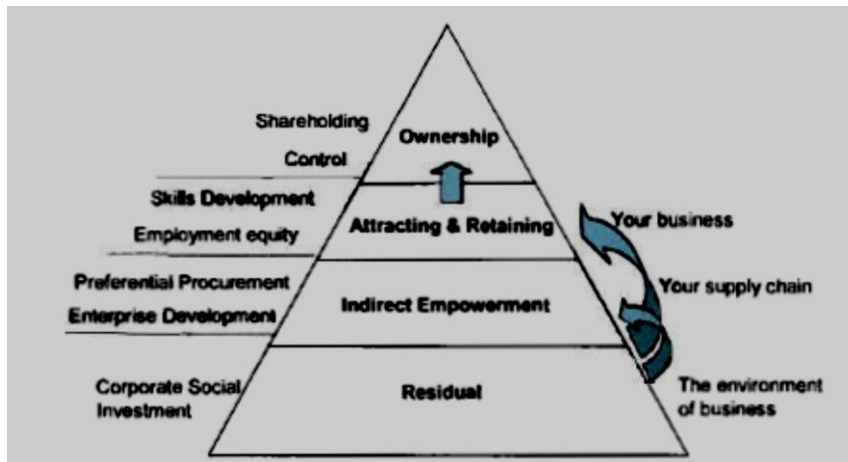 Shareholding
Ownership
Control
Skills Development
Attracting & Retaining
Employment equity
Your business
Preferential Procurement
Indirect Empowerment
Your supply chain
Enterprise Development
Corporate Social
Investment
Residual
The environment
of business